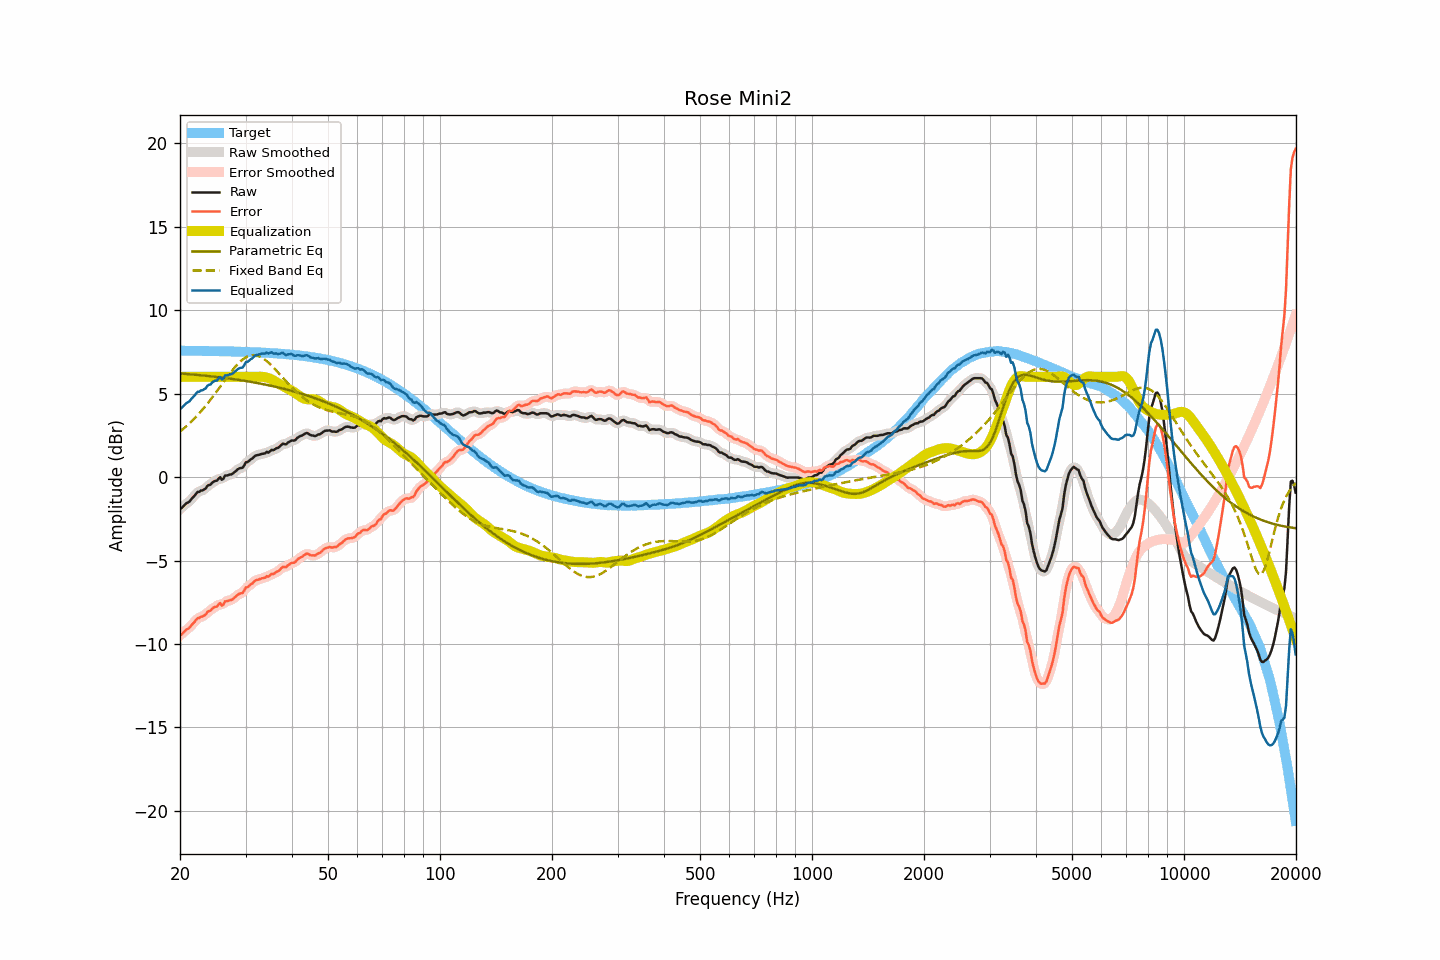 Rose Mini2
Target
Raw Smoothed
Error Smoothed
Raw
Error
Equalization
Parametric Eq
Fixed Band Eq
Equalized
20
15
10
5
0
−5
−10
−15
−20
Amplitude (dBr)
20 50 100 200 500 1000 2000 5000 10000 20000
Frequency (Hz)